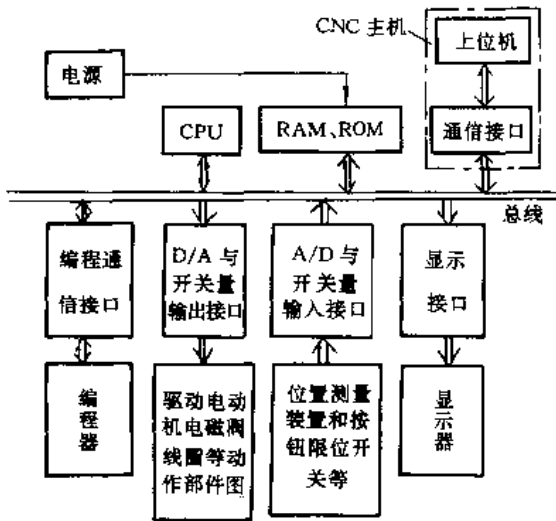 CNC 主机
上位机
电源
CPU
RAM、ROM
通信接口
总线
编程通
信接口
D/A 与
开关量
输出接口
A/D 与
开关量
输入接口
显示
接口
编
程
器
驱动电动
机电磁阀
线圈等动
作部件图
位置测量
装置和按
钮限位开
关等
显
示
器